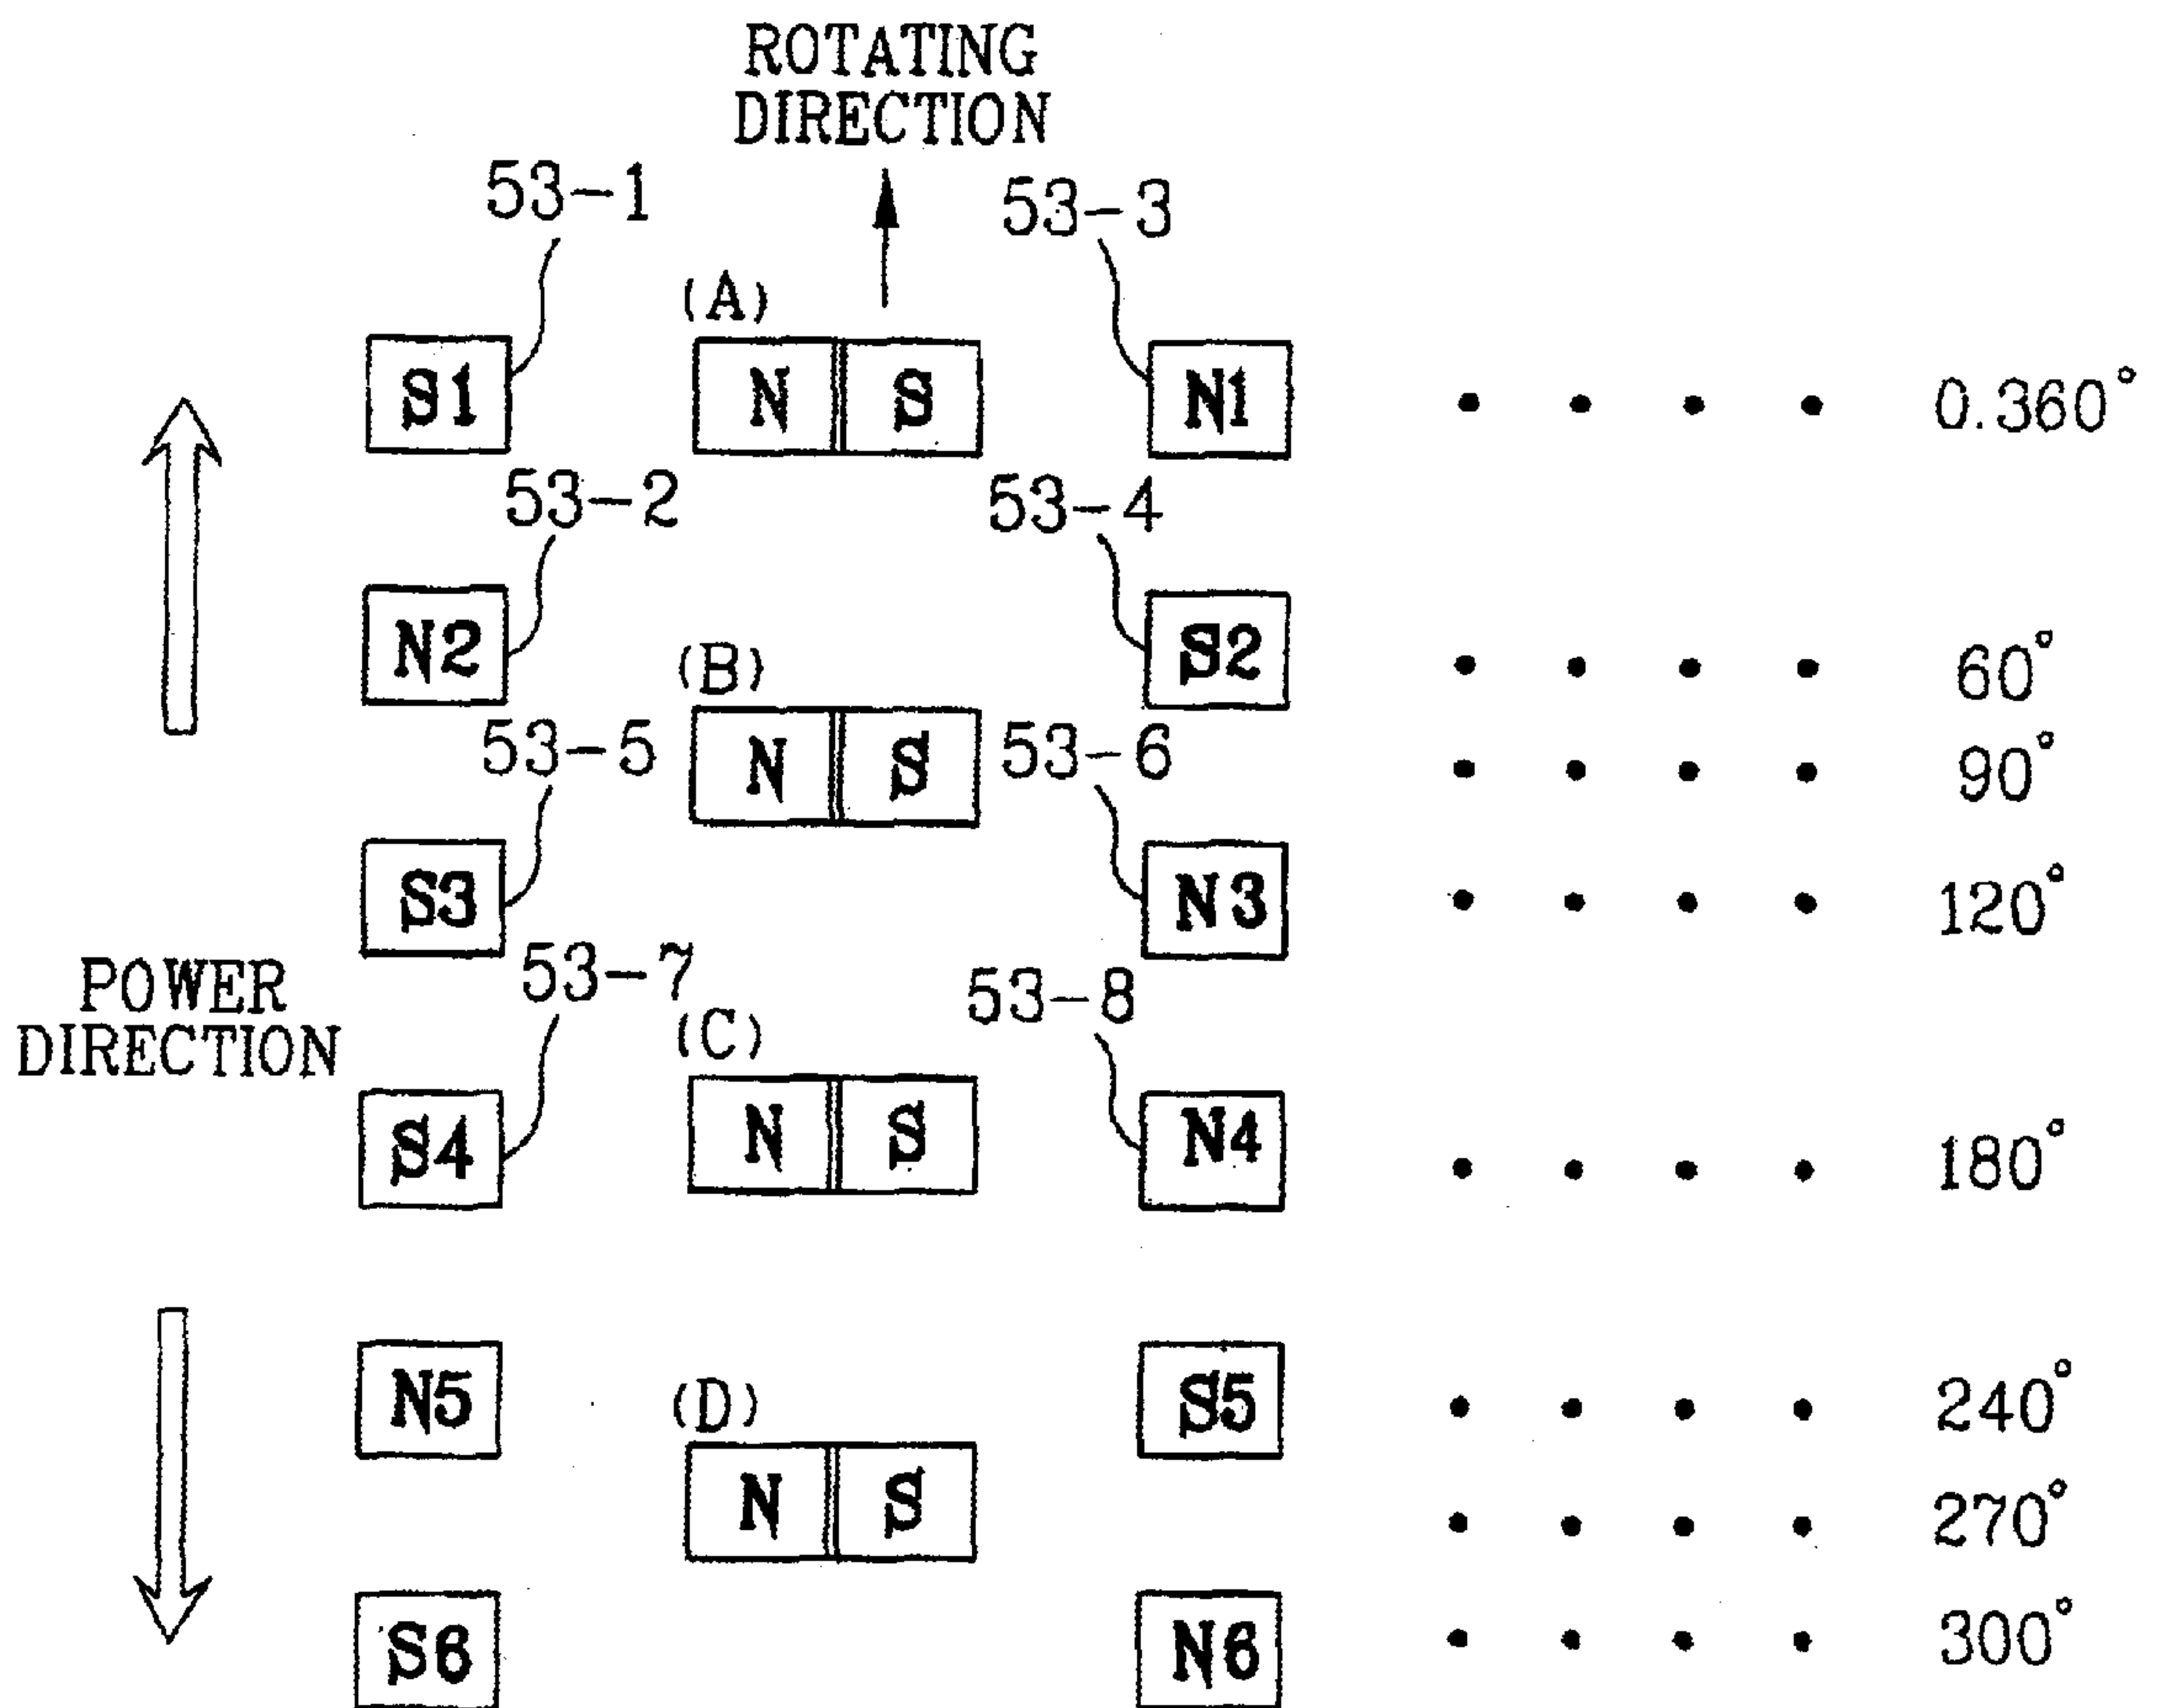 ROTATING
DIRECTION
53-1
53-3
(A)
S1
N
S
N1
0.360°
53-2
53-4
N2
S2
60°
(B)
53-5
N
S
53-6
90°
S3
N3
120°
POWER
DIRECTION
53-7
53-8
(C)
S4
N
S
N4
180°
N5
S5
240°
(D)
N
S
270°
S6
N6
300°